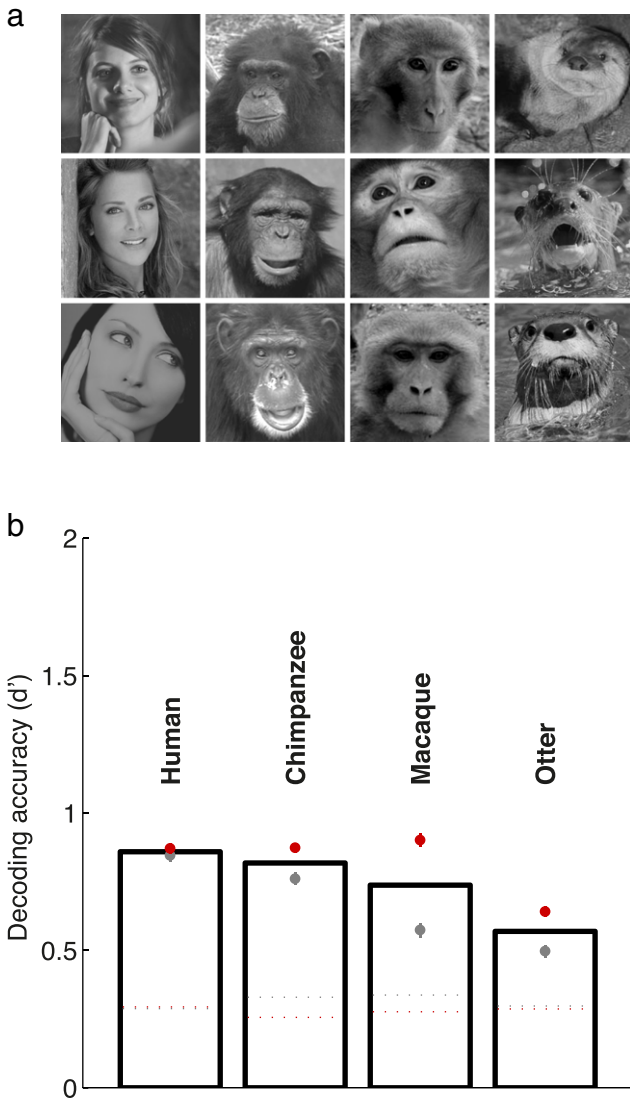 a
b
2
1.5
1
0.5
0
Decoding accuracy (d')
Human
Chimpanzee
Macaque
Otter